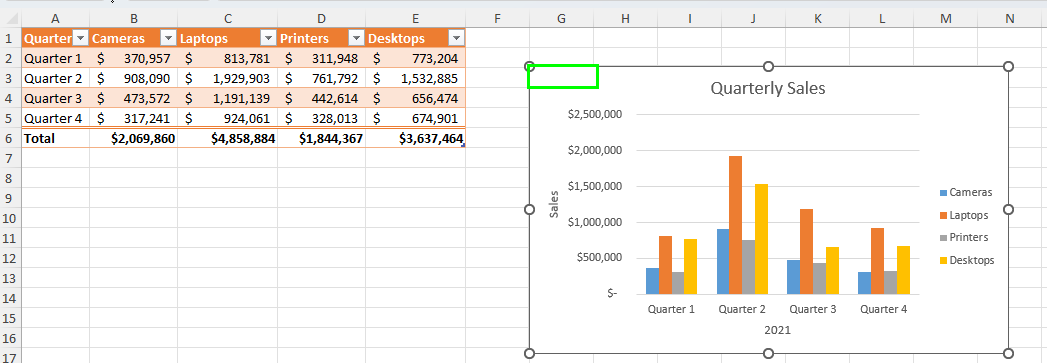 A B C D E F G H I J K L M N
1 Quarter Cameras Laptops Printers Desktops
2 Quarter 1 $ 370,957 $ 813,781 $ 311,948 $ 773,204
3 Quarter 2 $ 908,090 $ 1,929,903 $ 761,792 $ 1,532,885
4 Quarter 3 $ 473,572 $ 1,191,139 $ 442,614 $ 656,474
5 Quarter 4 $ 317,241 $ 924,061 $ 328,013 $ 674,901
6 Total $2,069,860 $4,858,884 $1,844,367 $3,637,464
7
8
9
10
11
12
13
14
15
16
17
Quarterly Sales
$2,500,000
$2,000,000
$1,500,000
$1,000,000
$500,000
$-
Sales
Quarter 1 Quarter 2 Quarter 3 Quarter 4
2021
Cameras
Laptops
Printers
Desktops